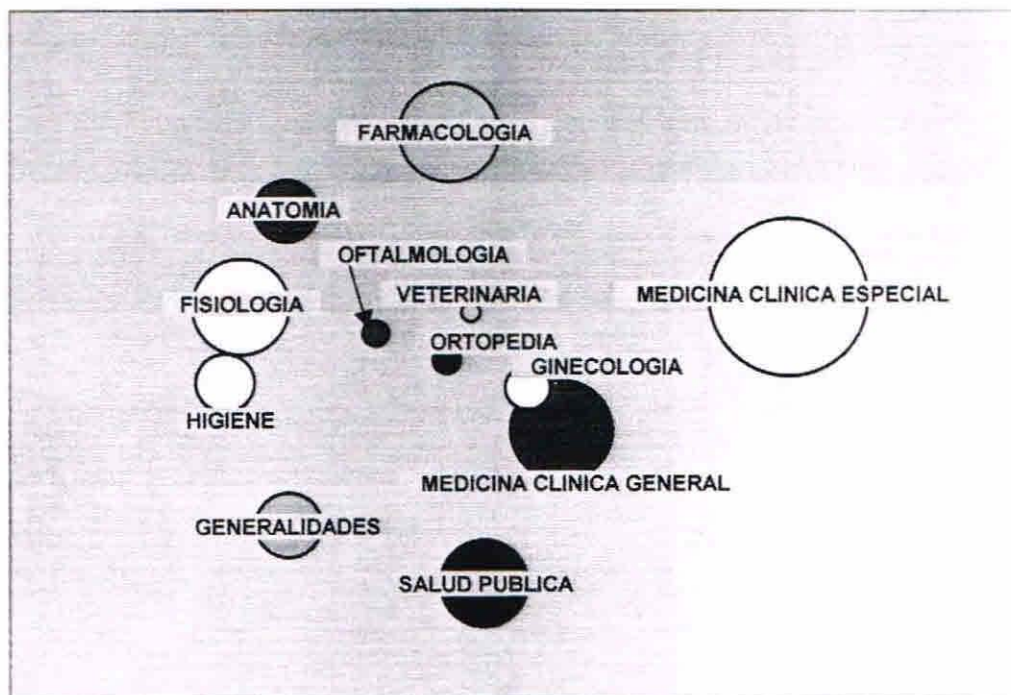 FARMACOLOGIA
ANATOMIA
OFTALMOLOGIA
FISIOLOGIA
VETERINARIA
MEDICINA CLINICA ESPECIAL
ORTOPEDIA
GINECOLOGIA
HIGIENE
MEDICINA CLINICA GENERAL
GENERALIDADES
SALUD PUBLICA